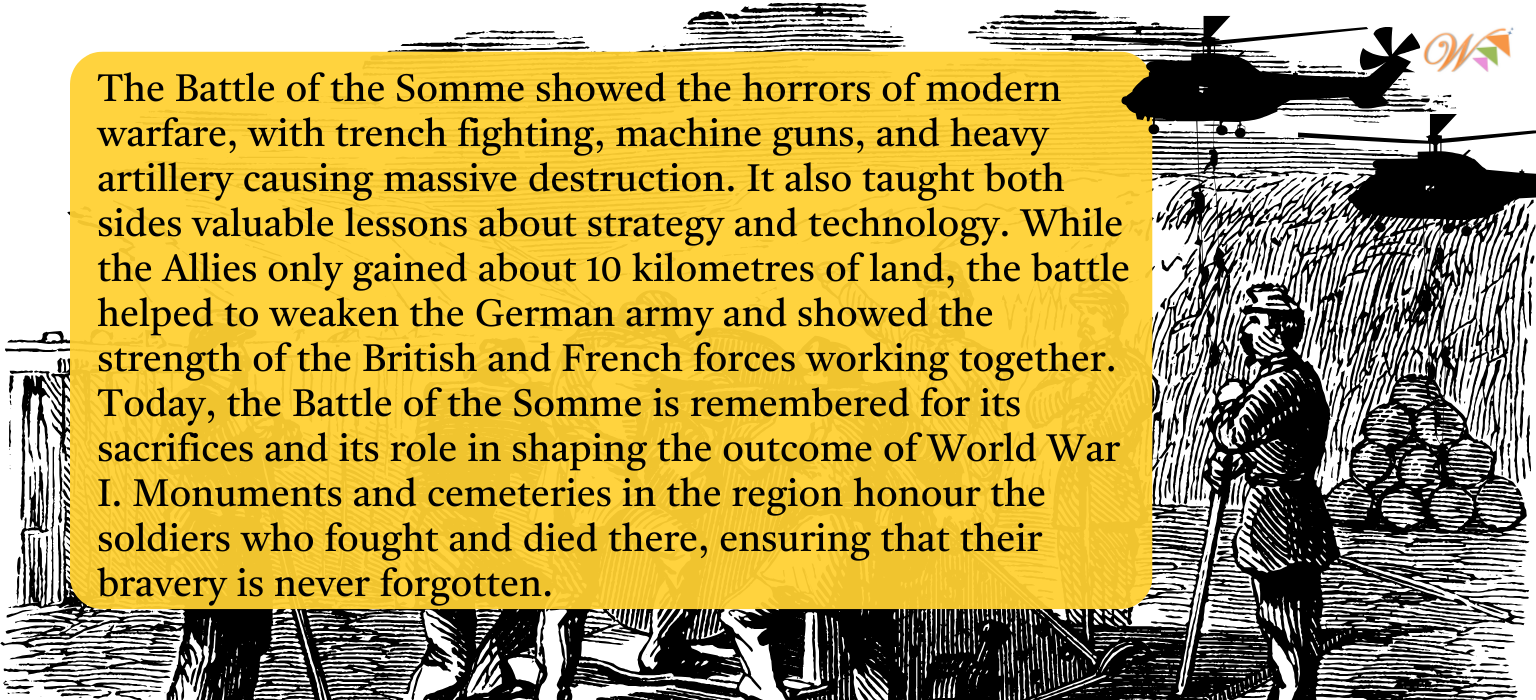 The Battle of the Somme showed the horrors of modern
warfare, with trench fighting, machine guns, and heavy
artillery causing massive destruction. It also taught both
sides valuable lessons about strategy and technology. While
the Allies only gained about 10 kilometres of land, the battle
helped to weaken the German army and showed the
strength of the British and French forces working together.
Today, the Battle of the Somme is remembered for its
sacrifices and its role in shaping the outcome of World War
I. Monuments and cemeteries in the region honour the
soldiers who fought and died there, ensuring that their
bravery is never forgotten.
W